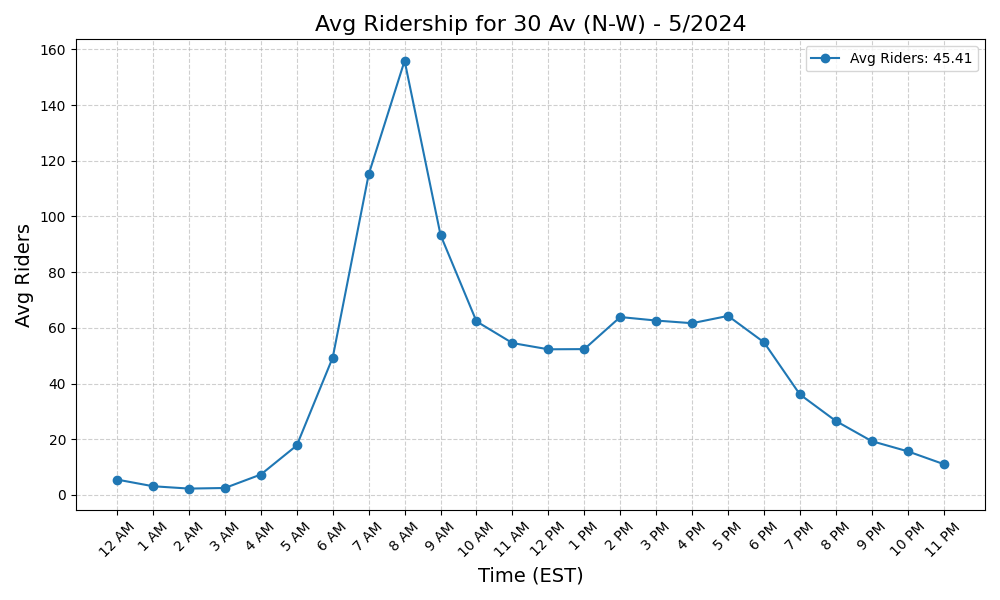 Avg Ridership for 30 Av (N-W) - 5/2024
Avg Riders: 45.41
Avg Riders
160
140
120
100
80
60
40
20
0
12 AM
1 AM
2 AM
3 AM
4 AM
5 AM
6 AM
7 AM
8 AM
9 AM
10 AM
11 AM
12 PM
1 PM
2 PM
3 PM
4 PM
5 PM
6 PM
7 PM
8 PM
9 PM
10 PM
11 PM
Time (EST)